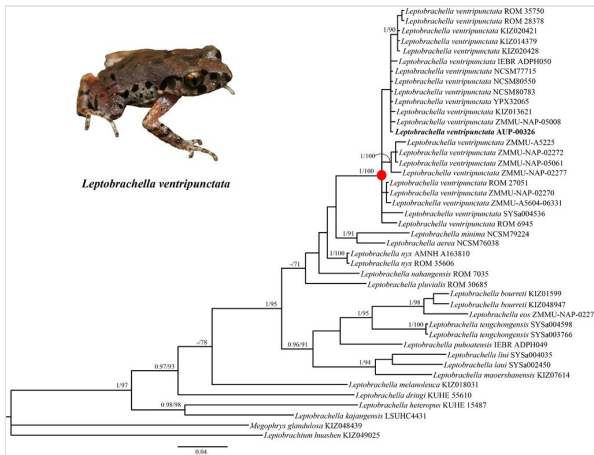 Leptobrachella ventripunctata ROM 35750
Leptobrachella ventripunctata ROM 28378
1/90
Leptobrachella ventripunctata KIZ020421
Leptobrachella ventripunctata KIZ014379
Leptobrachella ventripunctata KIZ020428
Leptobrachella ventripunctata IEBR ADPH050
Leptobrachella ventripunctata NCSM77715
Leptobrachella ventripunctata NCSM80550
Leptobrachella ventripunctata NCSM80783
Leptobrachella ventripunctata YPX32065
Leptobrachella ventripunctata KIZ013621
Leptobrachella ventripunctata ZMMU-NAP-05008
Leptobrachella ventripunctata AUP-00326
Leptobrachella ventripunctata ZMMU-A5225
Leptobrachella ventripunctata ZMMU-NAP-02272
1/100
Leptobrachella ventripunctata ZMMU-NAP-05061
Leptobrachella ventripunctata ZMMU-NAP-02277
1/100
Leptobrachella ventripunctata
Leptobrachella ventripunctata ROM 27051
Leptobrachella ventripunctata ZMMU-NAP-02270
Leptobrachella ventripunctata ZMMU-A5604-06331
Leptobrachella ventripunctata SYSa004536
Leptobrachella ventripunctata ROM 6945
1/91
Leptobrachella minima NCSM79224
Leptobrachella aerea NCSM76038
1/100
Leptobrachella nyx AMNH A163810
Leptobrachella nyx ROM 35606
-/71
Leptobrachella nahangensis ROM 7035
Leptobrachella pluvialis ROM 30685
1/95
Leptobrachella bourreti KIZ01599
1/98
Leptobrachella bourreti KIZ048947
1/95
Leptobrachella eos ZMMU-NAP-0227
1/100
Leptobrachella tengchongensis SYSa004598
Leptobrachella tengchongensis SYSa003766
-/78
0.96/91
Leptobrachella puhoatensis IEBR ADPH049
Leptobrachella liui SYSa004035
1/94
Leptobrachella laui SYSa002450
0.97/93
Leptobrachella maoershanensis KIZ07614
1/97
Leptobrachella melanoleuca KIZ018031
Leptobrachella dringi KUHE 55610
0.98/98
Leptobrachella heteropus KUHE 15487
Leptobrachella kajangensis LSUHC4431
Megophrys glandulosa KIZ048439
Leptobrachium huashen KIZ049025
0.04